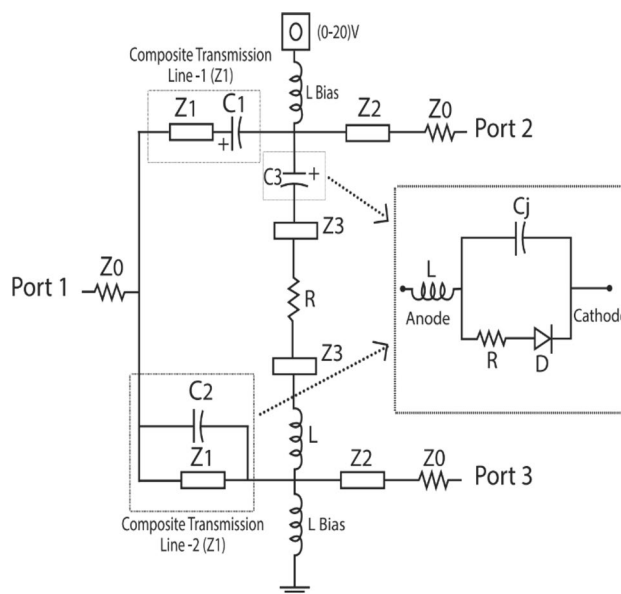 (0-20)V
Composite Transmission
Line -1 (Z1)
L Bias
Z1
C1
+
Z2
Z0
Port 2
C3
+
Z3
Cj
Z0
Port 1
R
L
Anode
Cathode
R
D
Z3
C2
L
Z1
Z2
Z0
Port 3
Composite Transmission
Line -2 (Z1)
L Bias